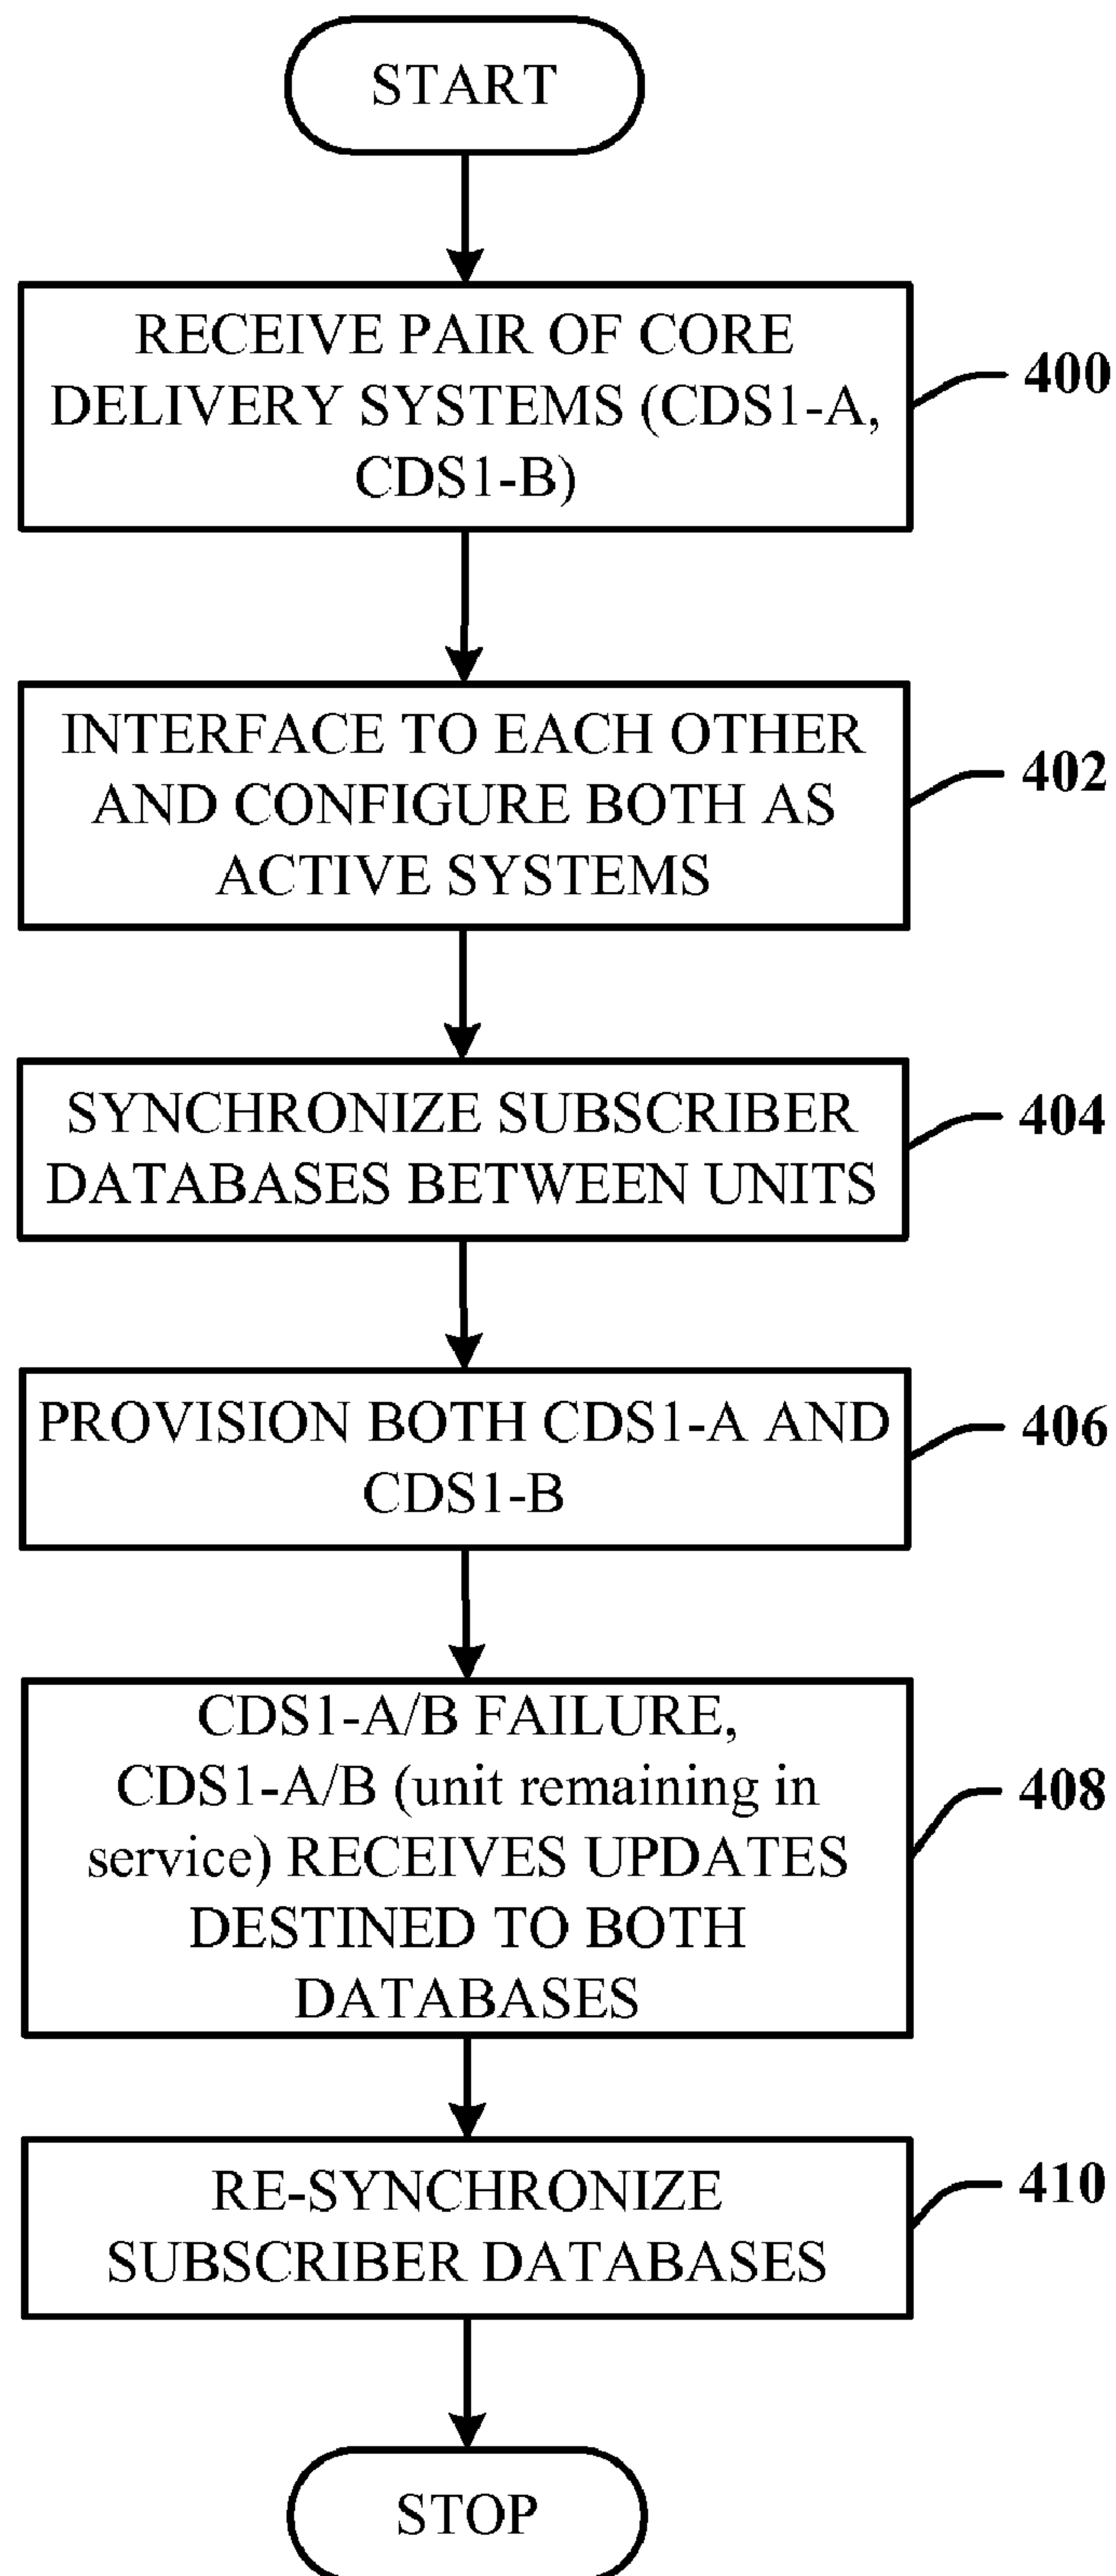 START
RECEIVE PAIR OF CORE
DELIVERY SYSTEMS (CDS1-A,
CDS1-B)
400
INTERFACE TO EACH OTHER
AND CONFIGURE BOTH AS
ACTIVE SYSTEMS
402
SYNCHRONIZE SUBSCRIBER
DATABASES BETWEEN UNITS
404
PROVISION BOTH CDS1-A AND
CDS1-B
406
CDS1-A/B FAILURE,
CDS1-A/B (unit remaining in
service) RECEIVES UPDATES
DESTINED TO BOTH
DATABASES
408
RE-SYNCHRONIZE
SUBSCRIBER DATABASES
410
STOP